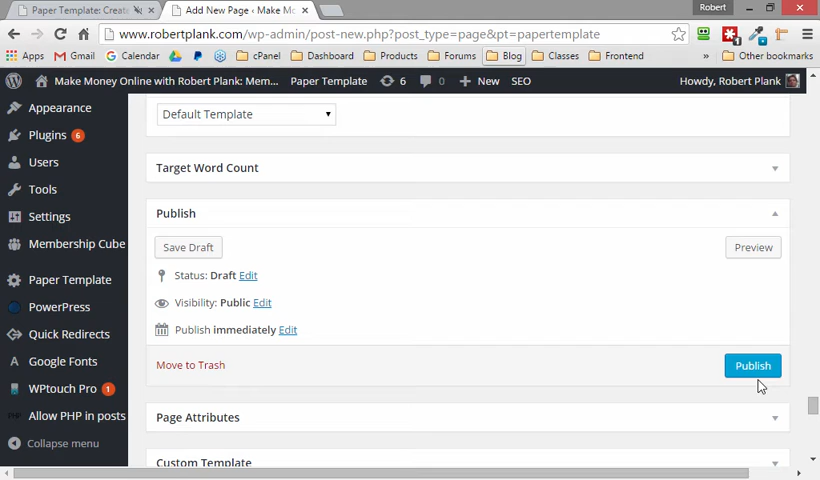 Paper Template: Create
Add New Page ‹ Make Mo
Robert
www.robertplank.com/wp-admin/post-new.php?post_type=page&pt=papertemplate
Apps
Gmail
Calendar
cPanel
Dashboard
Products
Forums
Blog
Classes
Frontend
»
Other bookmarks
Make Money Online with Robert Plank: Mem...
Paper Template
6
0
New
SEO
Howdy, Robert Plank
Appearance
Plugins 6
Users
Tools
Settings
Membership Cube
Paper Template
PowerPress
Quick Redirects
Google Fonts
WPtouch Pro 1
PHP Allow PHP in posts
Collapse menu
Default Template
Target Word Count
Publish
Save Draft
Preview
Status: Draft Edit
Visibility: Public Edit
Publish immediately Edit
Move to Trash
Publish
Page Attributes
Custom Template